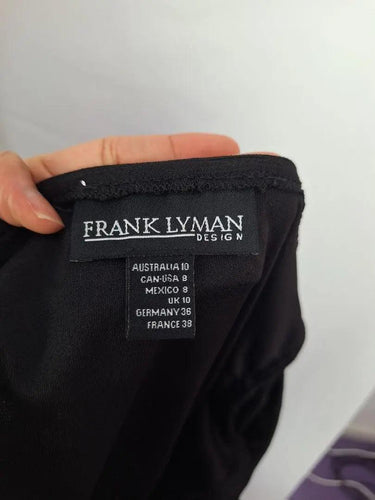 FRANK LYMAN
DESIGN
AUSTRALIA 10
CAN-USA 8
MEXICO 8
UK 10
GERMANY 36
FRANCE 38